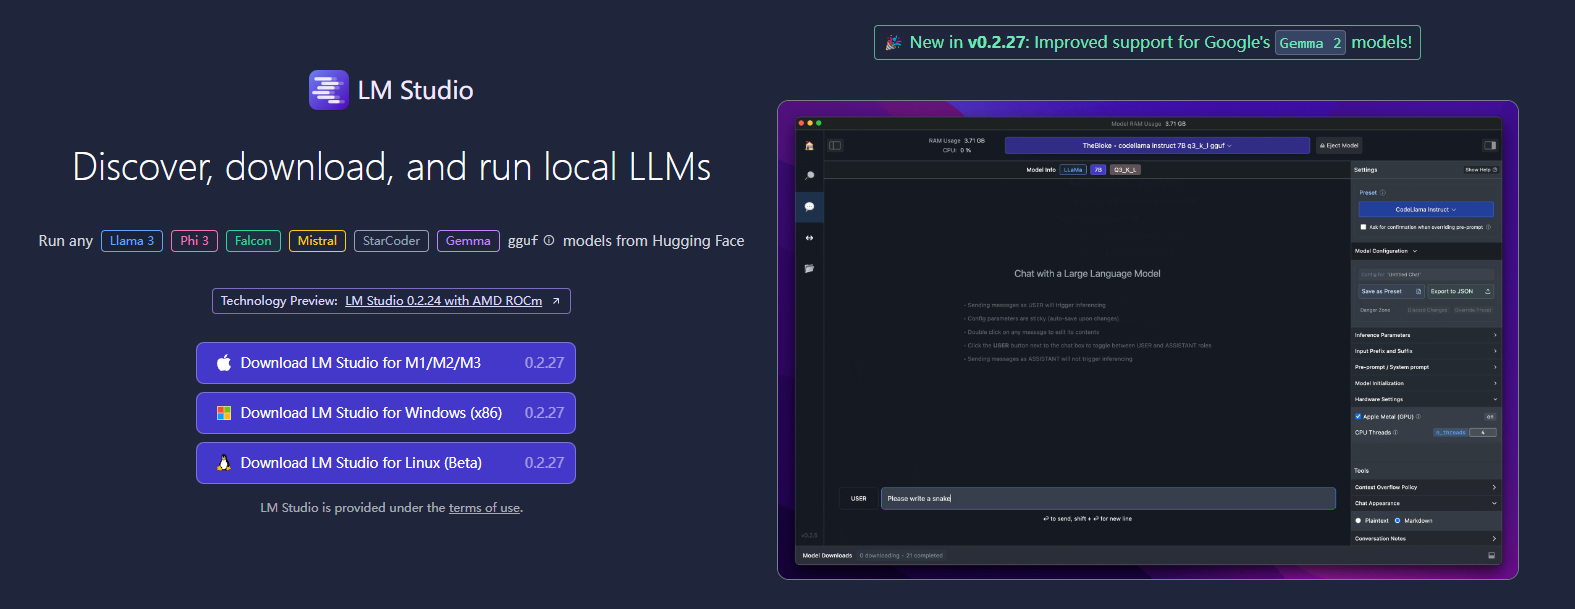 LM Studio
Discover, download, and run local LLMs
Run any Llama 3 Phi 3 Falcon Mistral StarCoder Gemma gguf models from Hugging Face
Technology Preview: LM Studio 0.2.24 with AMD ROCm
Download LM Studio for M1/M2/M3 0.2.27
Download LM Studio for Windows (x86) 0.2.27
Download LM Studio for Linux (Beta) 0.2.27
LM Studio is provided under the terms of use.
New in v0.2.27: Improved support for Google's Gemma 2 models!
Model RAM Usage 3.71 GB
RAM Usage 3.71 GB
CPU: 0 %
TheBloke • codellama instruct 7B q3_k_l gguf
Eject Model
Model Info LLaMa 7B Q3_K_L
Chat with a Large Language Model
- Sending messages as USER will trigger inferencing
- Config parameters are sticky (auto-save upon changes).
- Double click on any message to edit its contents
- Click the USER button next to the chat box to toggle between USER and ASSISTANT roles
- Sending messages as ASSISTANT will not trigger inferencing
USER Please write a snake
to send, shift + for new line
v0.2.5
Model Downloads 0 downloading • 21 completed
Settings Show Help
Preset
CodeLlama Instruct
Ask for confirmation when overriding pre-prompt
Model Configuration
Config for 'Untitled Chat'
Save as Preset Export to JSON
Danger Zone Discard Changes Override Preset
Inference Parameters
Input Prefix and Suffix
Pre-prompt / System prompt
Model Initialization
Hardware Settings
Apple Metal (GPU) on
CPU Threads n_threads 4
Tools
Context Overflow Policy
Chat Appearance
Plaintext Markdown
Conversation Notes